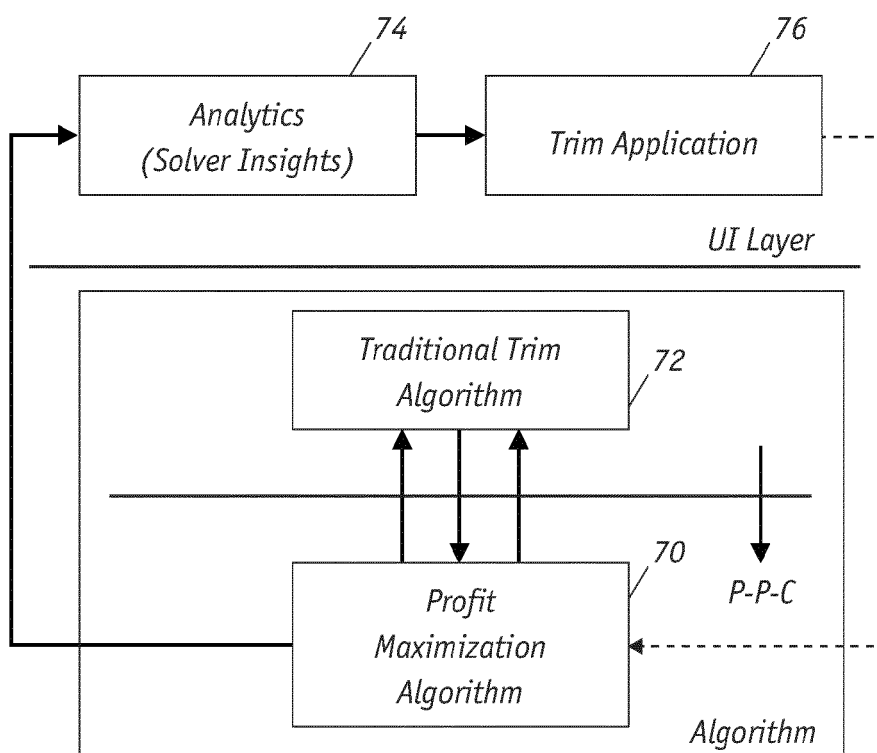 74
76
Analytics
(Solver Insights)
Trim Application
UI Layer
Traditional Trim
Algorithm
72
70
Profit
Maximization
Algorithm
P-P-C
Algorithm